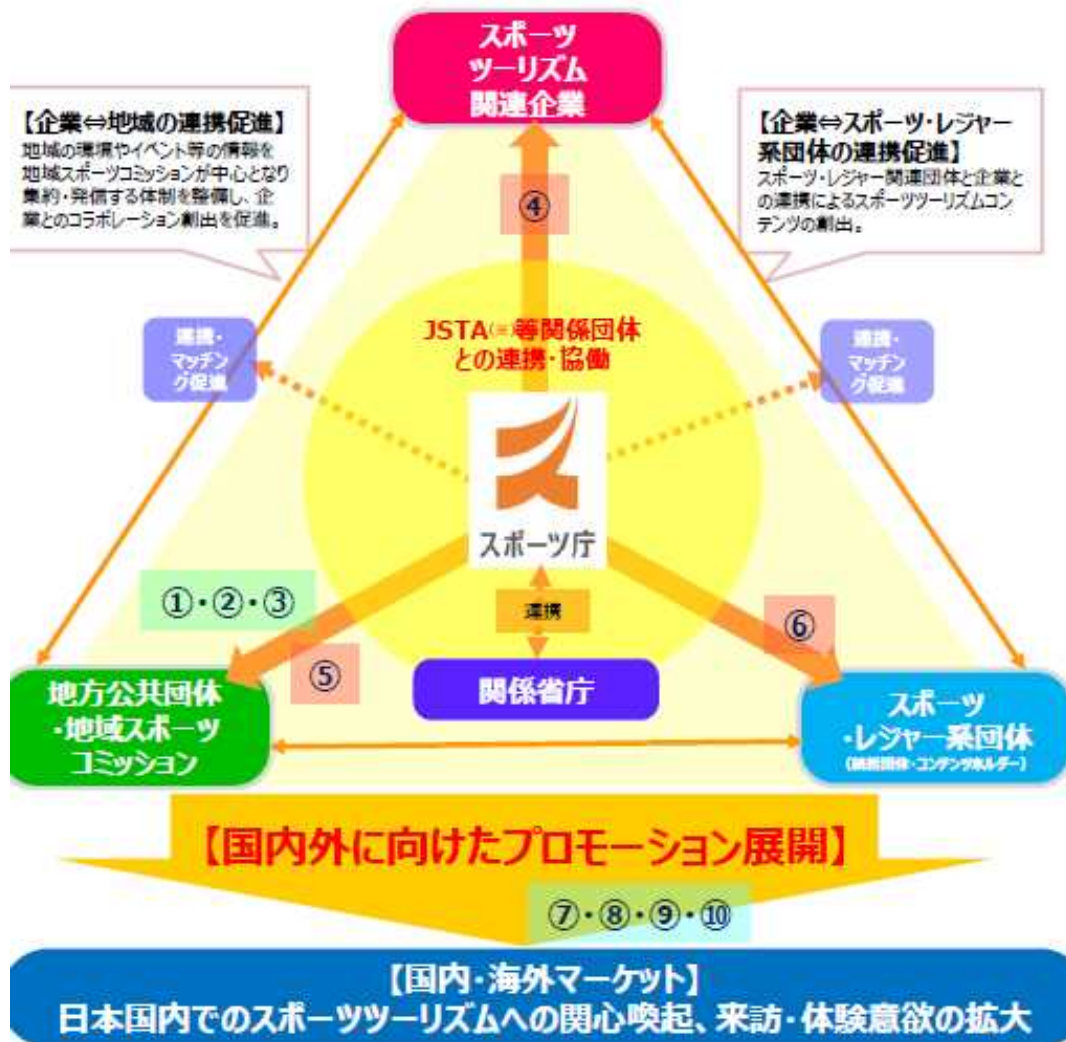 スポーツ
ツーリズム
関連企業
【企業⇔地域の連携促進】
地域の環境やイベント等の情報を
地域スポーツコミッションが中心となり
集約・発信する体制を整備し、企
業とのコラボレーション創出を促進。
【企業⇔スポーツ・レジャー
系団体の連携促進】
スポーツ・レジャー関連団体と企業と
の連携によるスポーツツーリズムコン
テンツの創出。
④
JSTA(※)等関係団体
との連携・協働
連携・
マッチン
グ促進
連携・
マッチン
グ促進
スポーツ庁
①・②・③
連携
⑥
⑤
関係省庁
地方公共団体
・地域スポーツ
コミッション
スポーツ
・レジャー系団体
(統括団体・コンテンツホルダー)
【国内外に向けたプロモーション展開】
⑦・⑧・⑨・⑩
【国内・海外マーケット】
日本国内でのスポーツツーリズムへの関心喚起、来訪・体験意欲の拡大